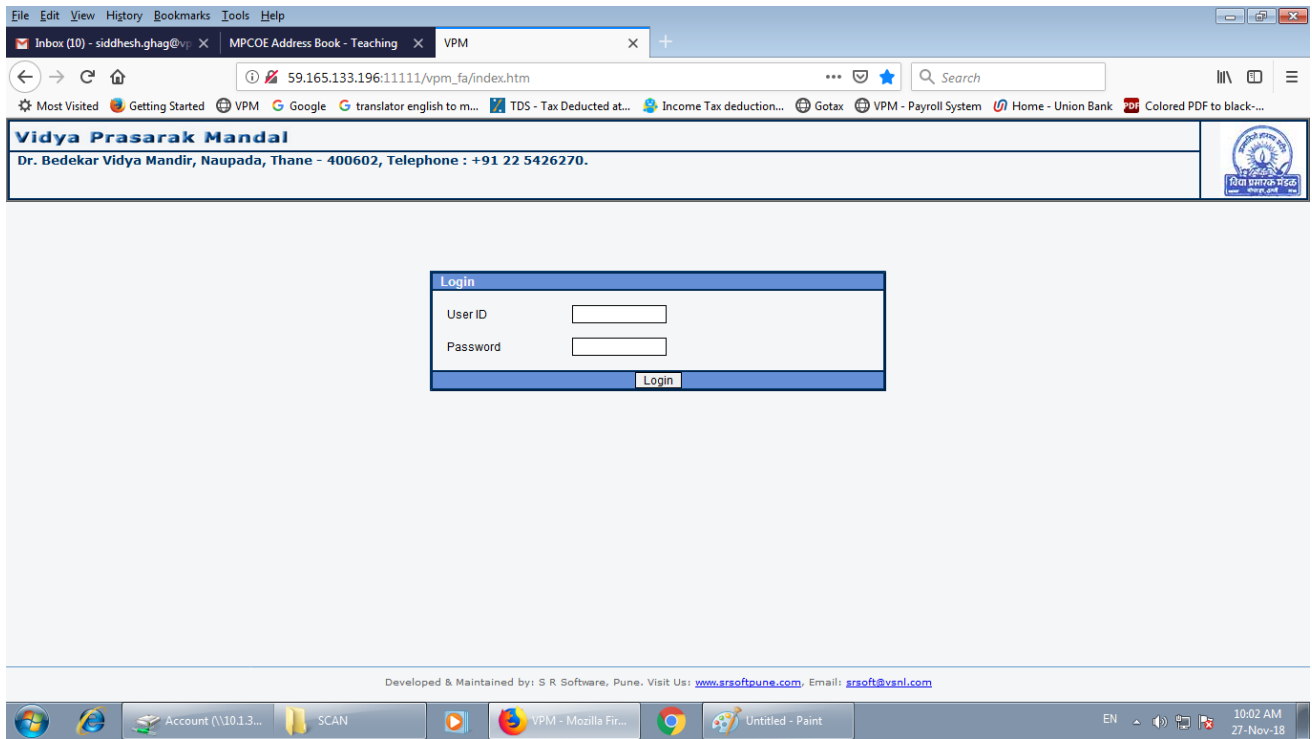 File Edit View History Bookmarks Tools Help
Inbox (10) - siddhesh.ghag@vp MPCOE Address Book - Teaching VPM
59.165.133.196:11111/vpm_fa/index.htm Search
Most Visited Getting Started VPM Google translator english to m... TDS - Tax Deducted at... Income Tax deduction... Gotax VPM - Payroll System Home - Union Bank Colored PDF to black-...
Vidya Prasarak Mandal
Dr. Bedekar Vidya Mandir, Naupada, Thane - 400602, Telephone : +91 22 5426270.
विद्या प्रसारक मंडळ
Login
User ID
Password
Login
Developed & Maintained by: S R Software, Pune. Visit Us: www.srsoftpune.com, Email: srsoft@vsnl.com
Account (\\10.1.3... SCAN VPM - Mozilla Fir... Untitled - Paint EN 10:02 AM
27-Nov-18